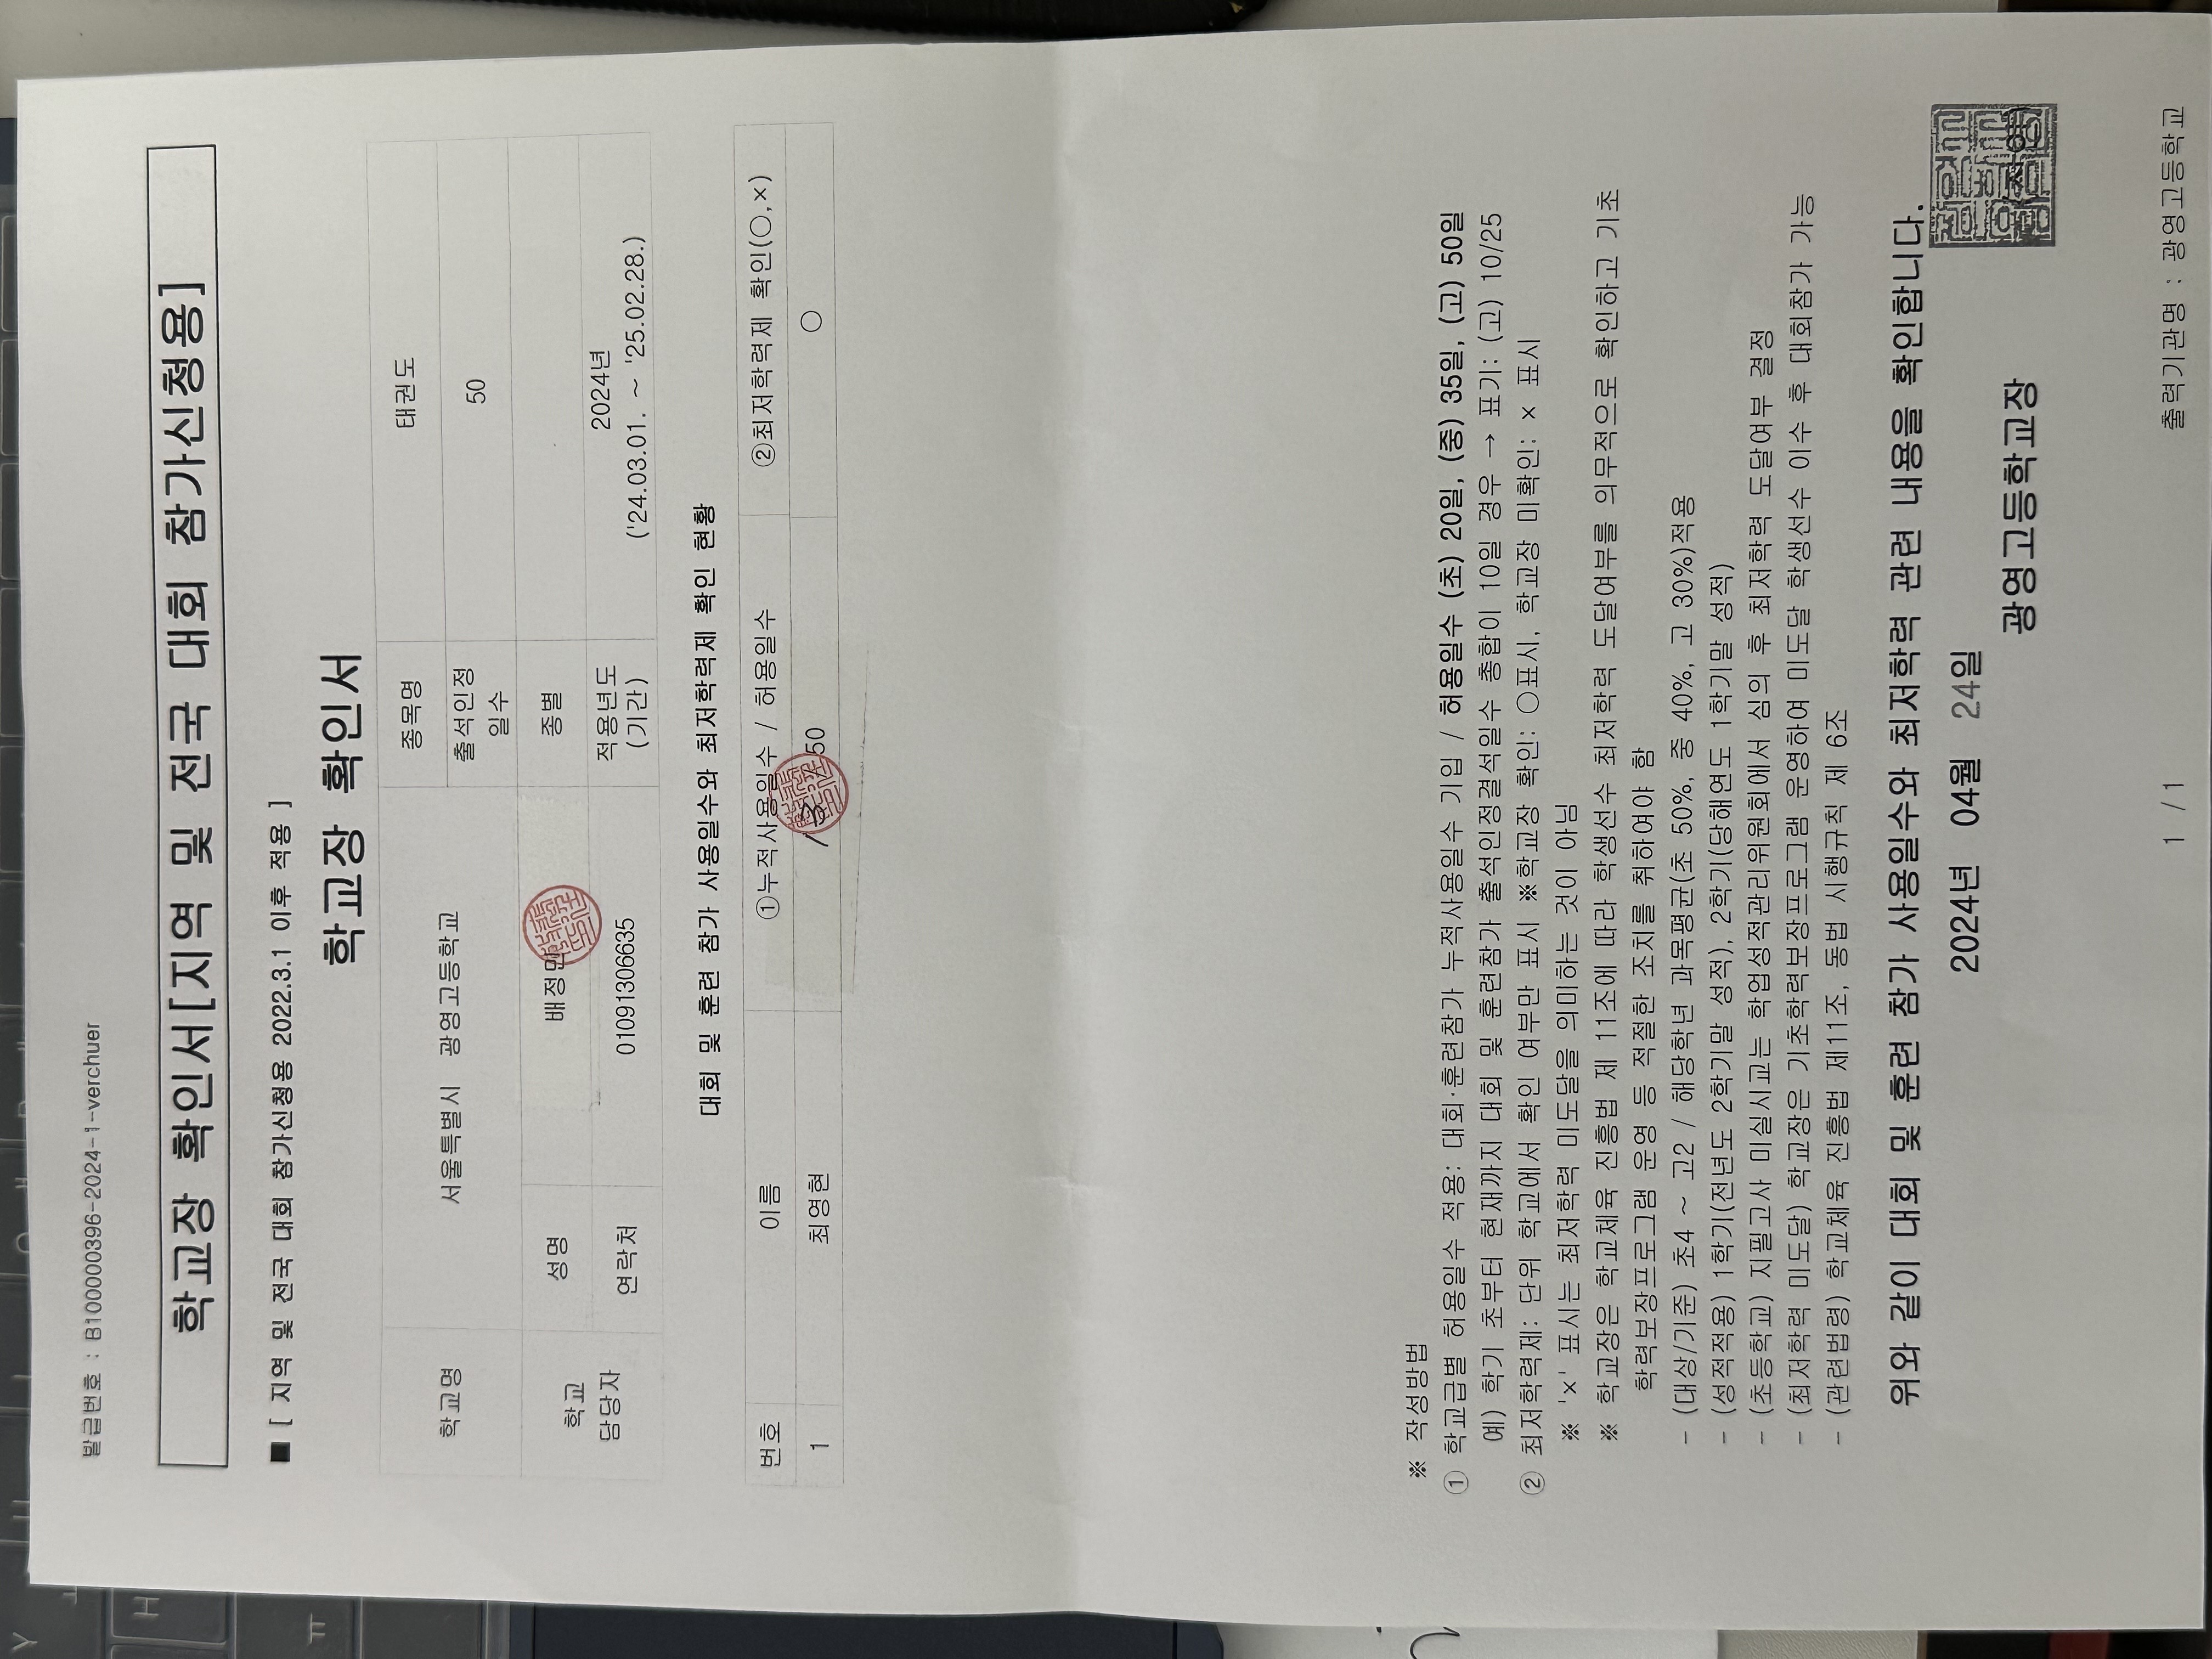 발급번호 : B100000396-2024-1-verchuer
학교장 확인서[지역 및 전국 대회 참가신청용]
■ [ 지역 및 전국 대회 참가신청용 2022.3.1 이후 적용 ]
학교장 확인서
학교명 서울특별시 광영고등학교 종목명 태권도
출석인정 일수 50
학교 담당자 성명 배정민 종별
연락처 01091306635 적용년도 (기간) 2024년 ('24.03.01. ~ '25.02.28.)
대회 및 훈련 참가 사용일수와 최저학력제 확인 현황
번호 이름 ①누적사용일수 / 허용일수 ②최저학력제 확인(○,×)
1 최영현 / 50 ○
※ 작성방법
① 학교급별 허용일수 적용: 대회·훈련참가 누적사용일수 기입 / 허용일수 (초) 20일, (중) 35일, (고) 50일
예) 학기 초부터 현재까지 대회 및 훈련참가 출석인정결석일수 총합이 10일 경우 → 표기: (고) 10/25
② 최저학력제: 단위 학교에서 확인 여부만 표시 ※학교장 확인: ○표시, 학교장 미확인: × 표시
※ '×' 표시는 최저학력 미도달을 의미하는 것이 아님
※ 학교장은 학교체육 진흥법 제 11조에 따라 학생선수 최저학력 도달여부를 의무적으로 확인하고 기초
학력보장프로그램 운영 등 적절한 조치를 취하여야 함
- (대상/기준) 초4 ~ 고2 / 해당학년 과목평균(초 50%, 중 40%, 고 30%)적용
- (성적적용) 1학기(전년도 2학기말 성적), 2학기(당해연도 1학기말 성적)
- (초등학교) 지필고사 미실시교는 학업성적관리위원회에서 심의 후 최저학력 도달여부 결정
- (최저학력 미도달) 학교장은 기초학력보장프로그램 운영하여 미도달 학생선수 이수 후 대회참가 가능
- (관련법령) 학교체육 진흥법 제11조, 동법 시행규칙 제 6조
위와 같이 대회 및 훈련 참가 사용일수와 최저학력 관련 내용을 확인합니다.
2024년 04월 24일
광영고등학교장
1 / 1
출력기관명 : 광영고등학교